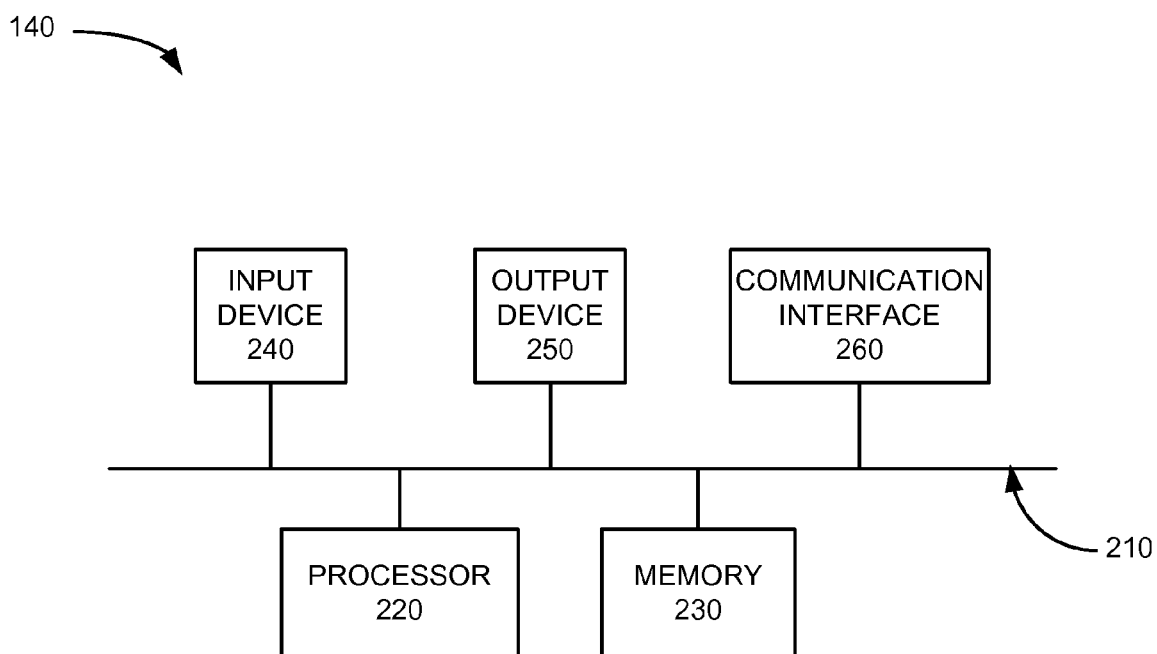 140
INPUT
DEVICE
240
OUTPUT
DEVICE
250
COMMUNICATION
INTERFACE
260
210
PROCESSOR
220
MEMORY
230